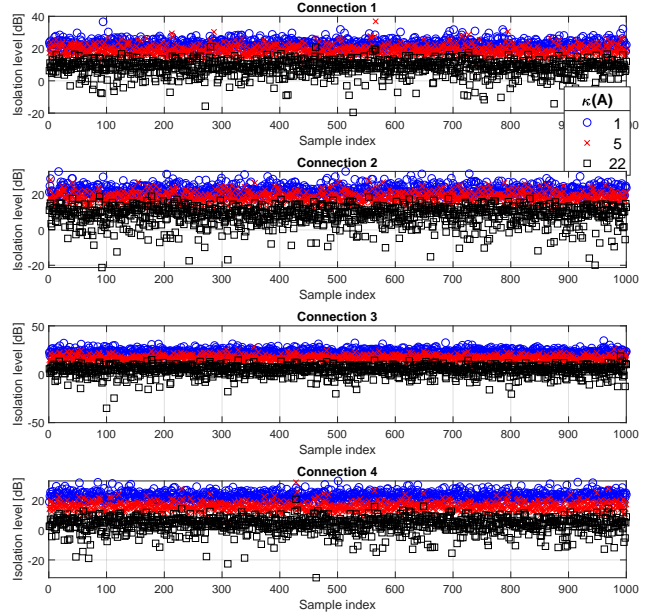 Connection 1
Isolation level [dB]
40
20
0
-20
0 100 200 300 400 500 600 700 800 900 1000
Sample index
κ(A)
1
5
22
Connection 2
Isolation level [dB]
20
0
-20
0 100 200 300 400 500 600 700 800 900 1000
Sample index
Connection 3
Isolation level [dB]
50
0
-50
0 100 200 300 400 500 600 700 800 900 1000
Sample index
Connection 4
Isolation level [dB]
20
0
-20
0 100 200 300 400 500 600 700 800 900 1000
Sample index